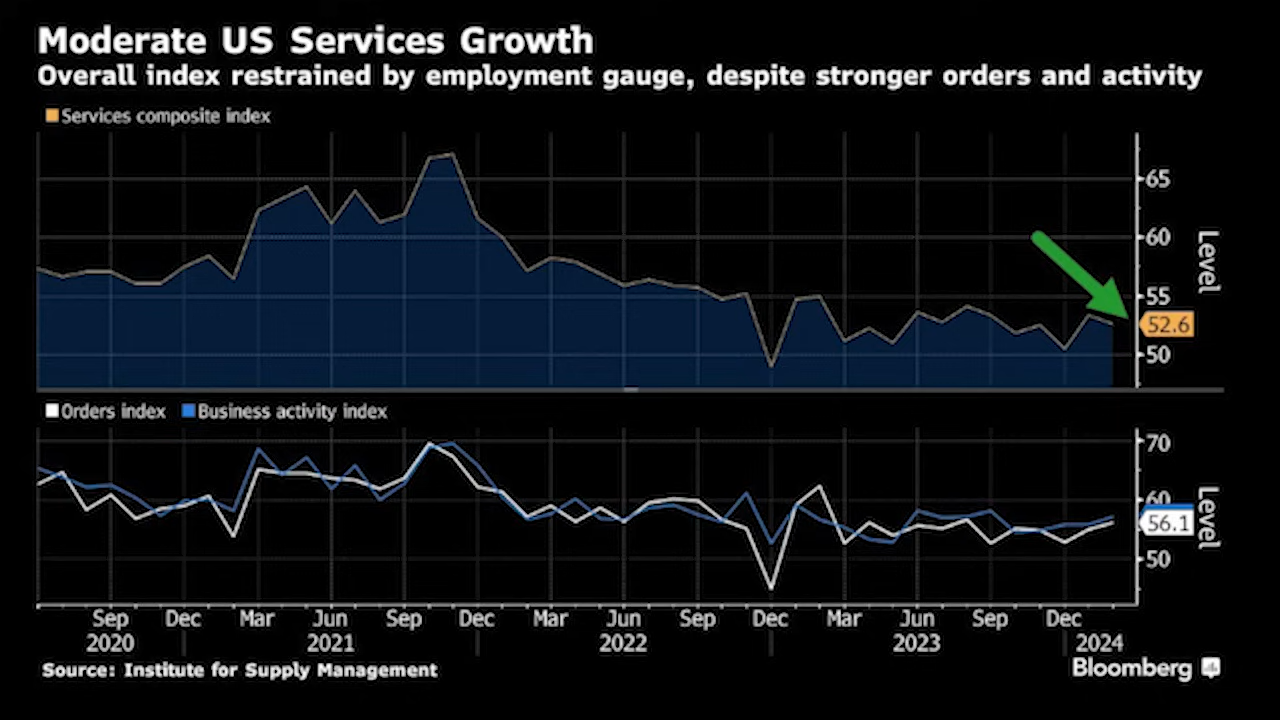 Moderate US Services Growth
Overall index restrained by employment gauge, despite stronger orders and activity
Services composite index
65
60
55
52.6
50
Level
Orders index Business activity index
70
60
56.1
50
Level
Sep Dec Mar Jun Sep Dec Mar Jun Sep Dec Mar Jun Sep Dec
2020 2021 2022 2023 2024
Source: Institute for Supply Management
Bloomberg